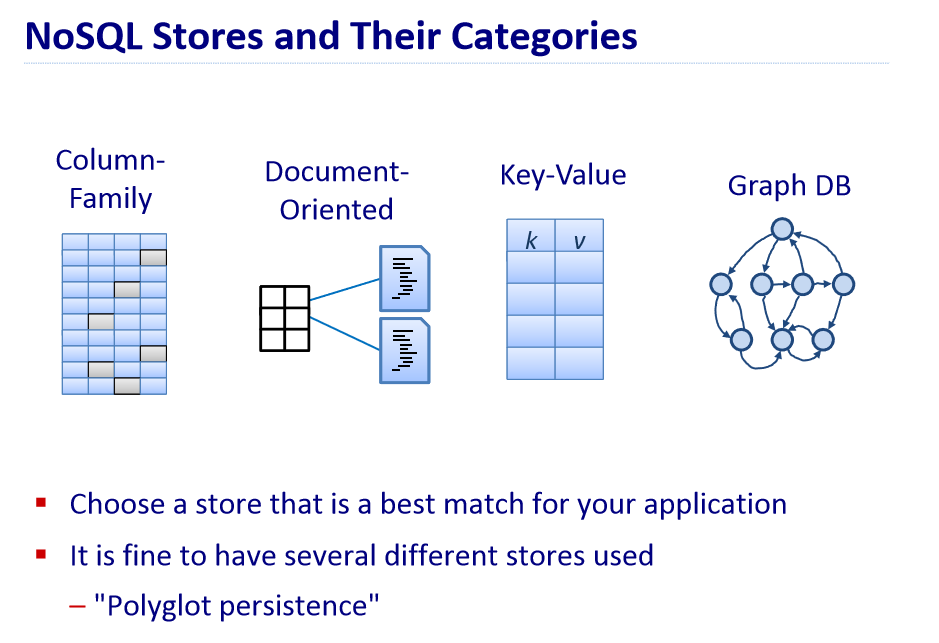 NoSQL Stores and Their Categories
Column-
Family
Document-
Oriented
Key-Value
k v
Graph DB
▪ Choose a store that is a best match for your application
▪ It is fine to have several different stores used
– "Polyglot persistence"